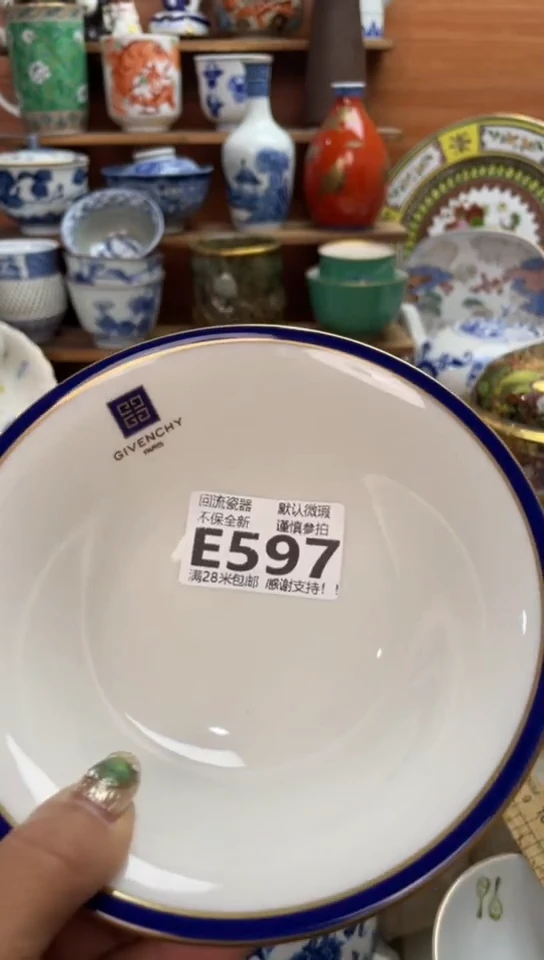 GIVENCHY
PARIS
回流瓷器 默认微瑕
不保全新 谨慎参拍
E597
满28米包邮 感谢支持！！